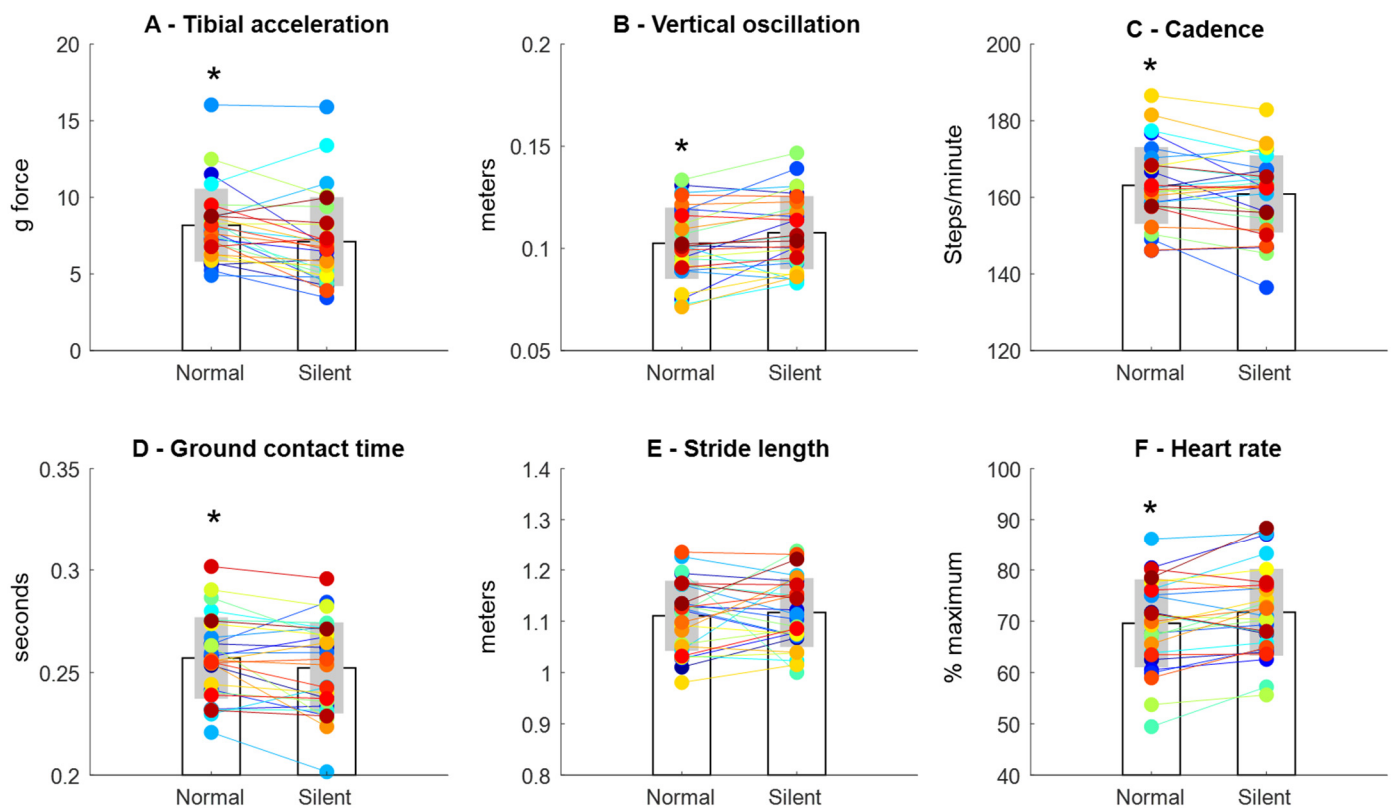 A - Tibial acceleration
B - Vertical oscillation
C - Cadence
20
15
10
5
0
g force
*
Normal Silent
0.2
0.15
0.1
0.05
meters
*
Normal Silent
200
180
160
140
120
Steps/minute
*
Normal Silent
D - Ground contact time
E - Stride length
F - Heart rate
0.35
0.3
0.25
0.2
seconds
*
Normal Silent
1.4
1.3
1.2
1.1
1
0.9
0.8
meters
Normal Silent
100
90
80
70
60
50
40
% maximum
*
Normal Silent